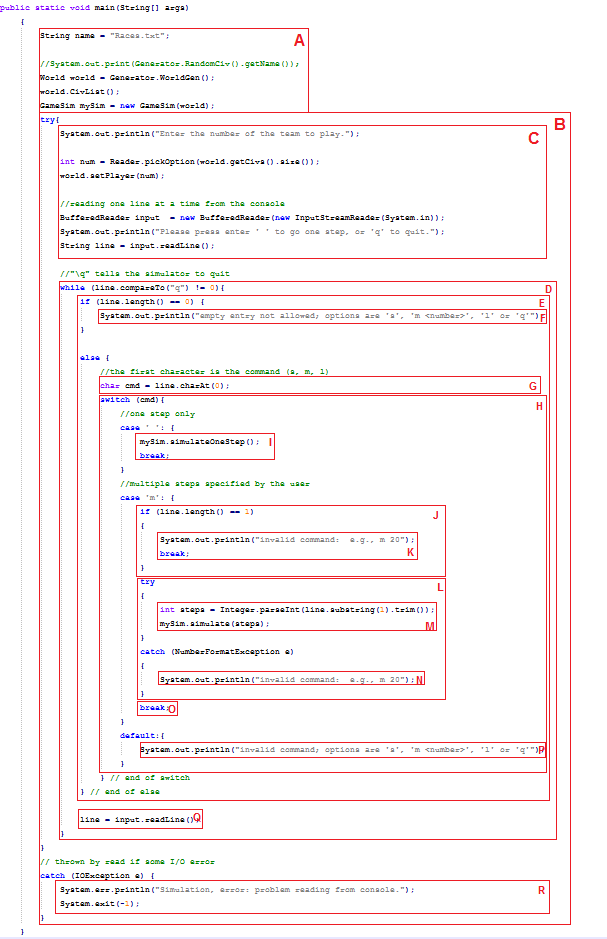 public static void main(String[] args)
{
String name = "Races.txt"; A
//System.out.print(Generator.RandomCiv().getName());
World world = Generator.WorldGen();
world.CivList();
GameSim mySim = new GameSim(world);
try{ B
System.out.println("Enter the number of the team to play."); C
int num = Reader.pickOption(world.getCivs().size());
world.setPlayer(num);
//reading one line at a time from the console
BufferedReader input = new BufferedReader(new InputStreamReader(System.in));
System.out.println("Please press enter ' ' to go one step, or 'q' to quit.");
String line = input.readLine();
//"\q" tells the simulator to quit
while (line.compareTo("q") != 0){ D
if (line.length() == 0) { E
System.out.println("empty entry not allowed; options are 's', 'm <number>', 'l' or 'q'"); F
}
else {
//the first character is the command (s, m, l)
char cmd = line.charAt(0); G
switch (cmd){ H
//one step only
case ' ': {
mySim.simulateOneStep(); I
break;
}
//multiple steps specified by the user
case 'm': {
if (line.length() == 1) J
{
System.out.println("invalid command: e.g., m 20");
break; K
}
try L
{
int steps = Integer.parseInt(line.substring(1).trim());
mySim.simulate(steps); M
}
catch (NumberFormatException e)
{
System.out.println("invalid command: e.g., m 20"); N
}
break; O
}
default:{
System.out.println("invalid command; options are 's', 'm <number>', 'l' or 'q'"); P
}
} // end of switch
} // end of else
line = input.readLine(); Q
}
}
// thrown by read if some I/O error
catch (IOException e) {
System.err.println("Simulation, error: problem reading from console."); R
System.exit(-1);
}
}